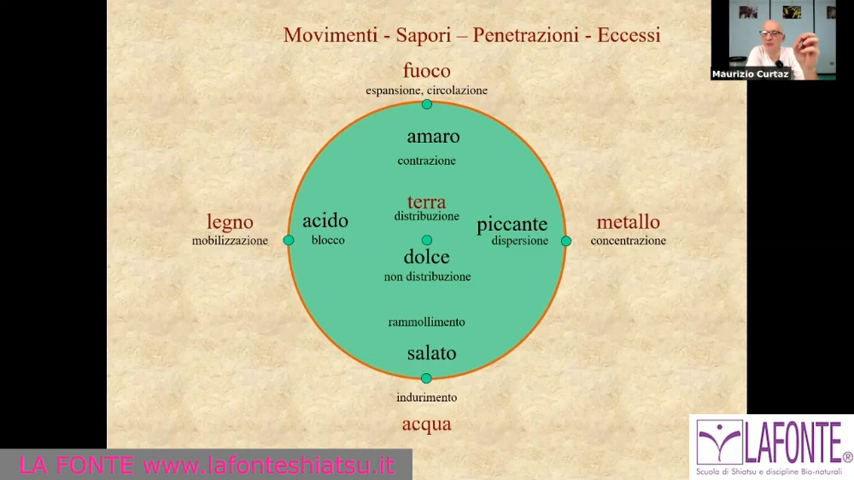 Movimenti - Sapori – Penetrazioni - Eccessi
Maurizio Curtaz
fuoco
espansione, circolazione
amaro
contrazione
terra
distribuzione
legno
mobilizzazione
acido
blocco
piccante
dispersione
metallo
concentrazione
dolce
non distribuzione
rammollimento
salato
indurimento
acqua
LA FONTE www.lafonteshiatsu.it
LAFONTE®
Scuola di Shiatsu e discipline Bio-naturali